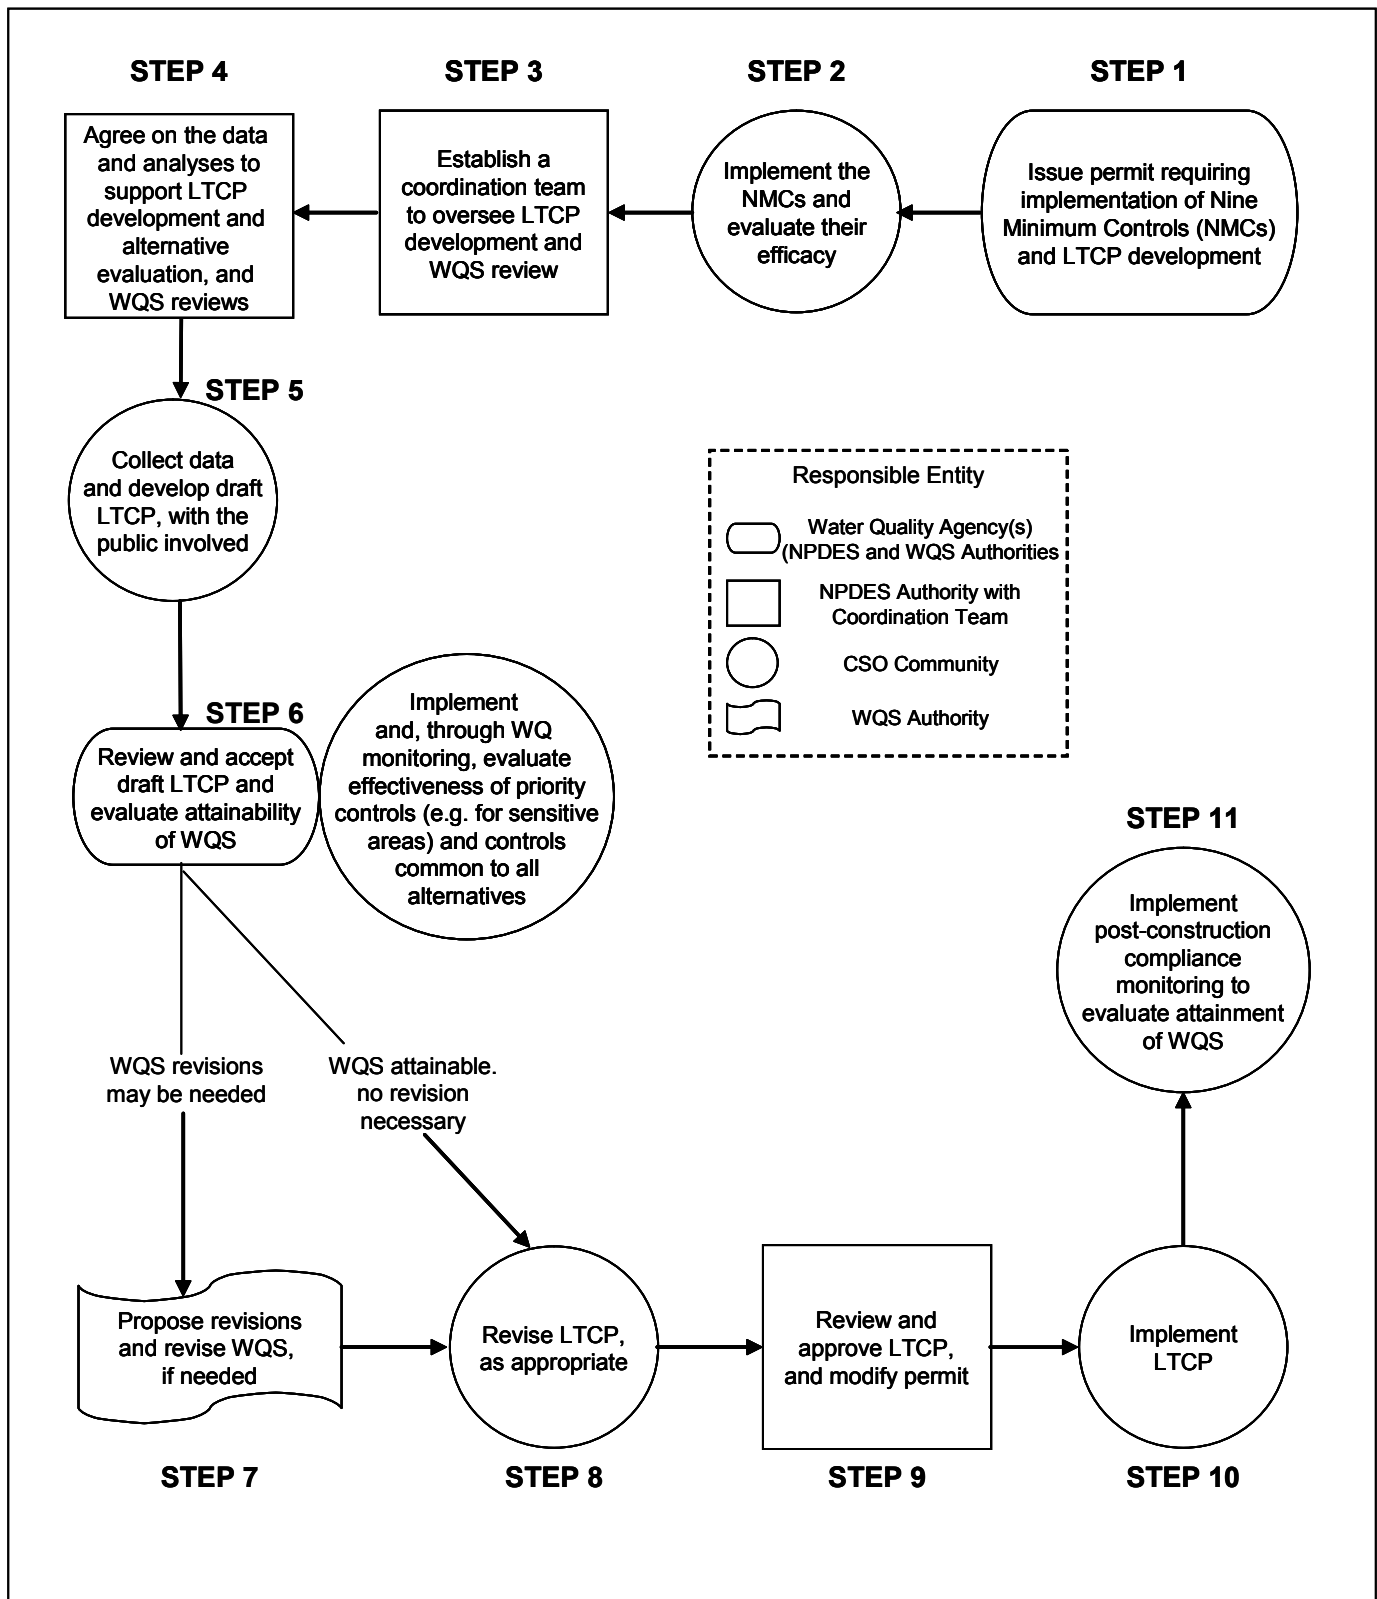 STEP 4
STEP 3
STEP 2
STEP 1
Agree on the data
and analyses to
support LTCP
development and
alternative
evaluation, and
WQS reviews
Establish a
coordination team
to oversee LTCP
development and
WQS review
Implement the
NMCs and
evaluate their
efficacy
Issue permit requiring
implementation of Nine
Minimum Controls (NMCs)
and LTCP development
STEP 5
Collect data
and develop draft
LTCP, with the
public involved
Responsible Entity
Water Quality Agency(s)
(NPDES and WQS Authorities
NPDES Authority with
Coordination Team
CSO Community
WQS Authority
STEP 6
Review and accept
draft LTCP and
evaluate attainability
of WQS
Implement
and, through WQ
monitoring, evaluate
effectiveness of priority
controls (e.g. for sensitive
areas) and controls
common to all
alternatives
WQS revisions
may be needed
WQS attainable.
no revision
necessary
STEP 11
Implement
post-construction
compliance
monitoring to
evaluate attainment
of WQS
Propose revisions
and revise WQS,
if needed
Revise LTCP,
as appropriate
Review and
approve LTCP,
and modify permit
Implement
LTCP
STEP 7
STEP 8
STEP 9
STEP 10